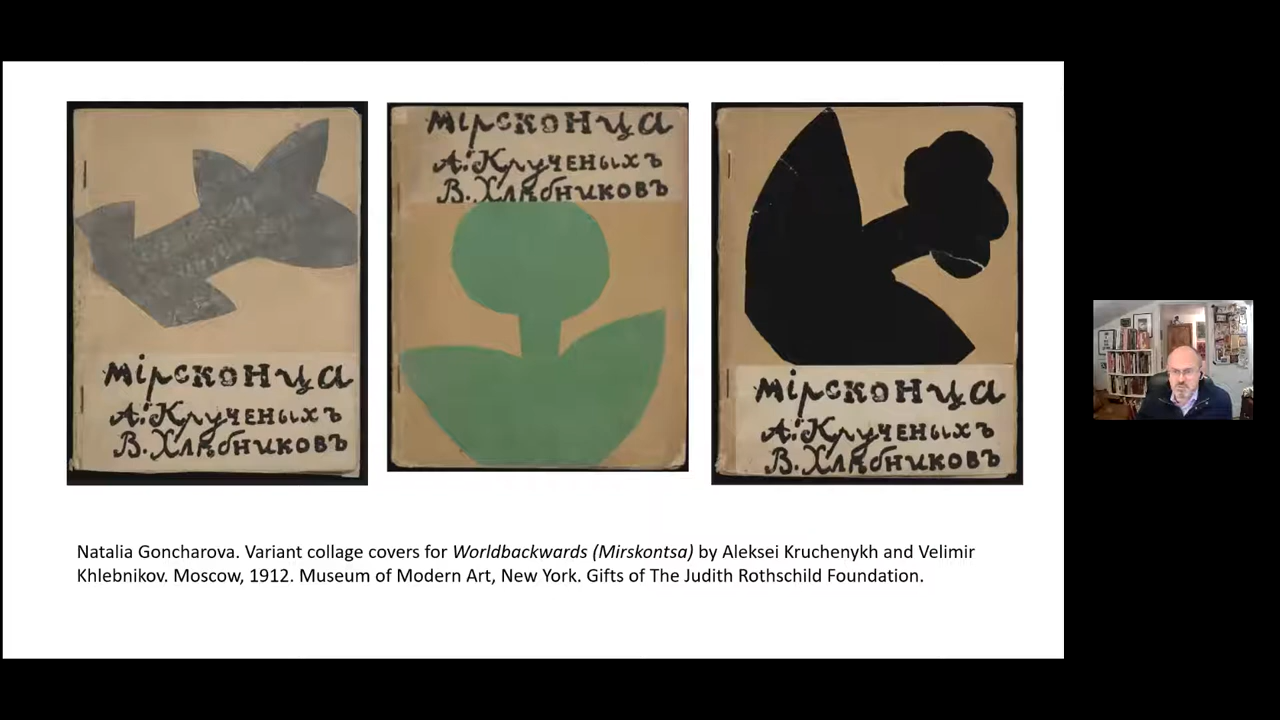 мірсконца
А. Крученыхъ
В. Хлѣбниковъ
мірсконца
А. Крученыхъ
В. Хлѣбниковъ
мірсконца
А. Крученыхъ
В. Хлѣбниковъ
Natalia Goncharova. Variant collage covers for Worldbackwards (Mirskontsa) by Aleksei Kruchenykh and Velimir
Khlebnikov. Moscow, 1912. Museum of Modern Art, New York. Gifts of The Judith Rothschild Foundation.